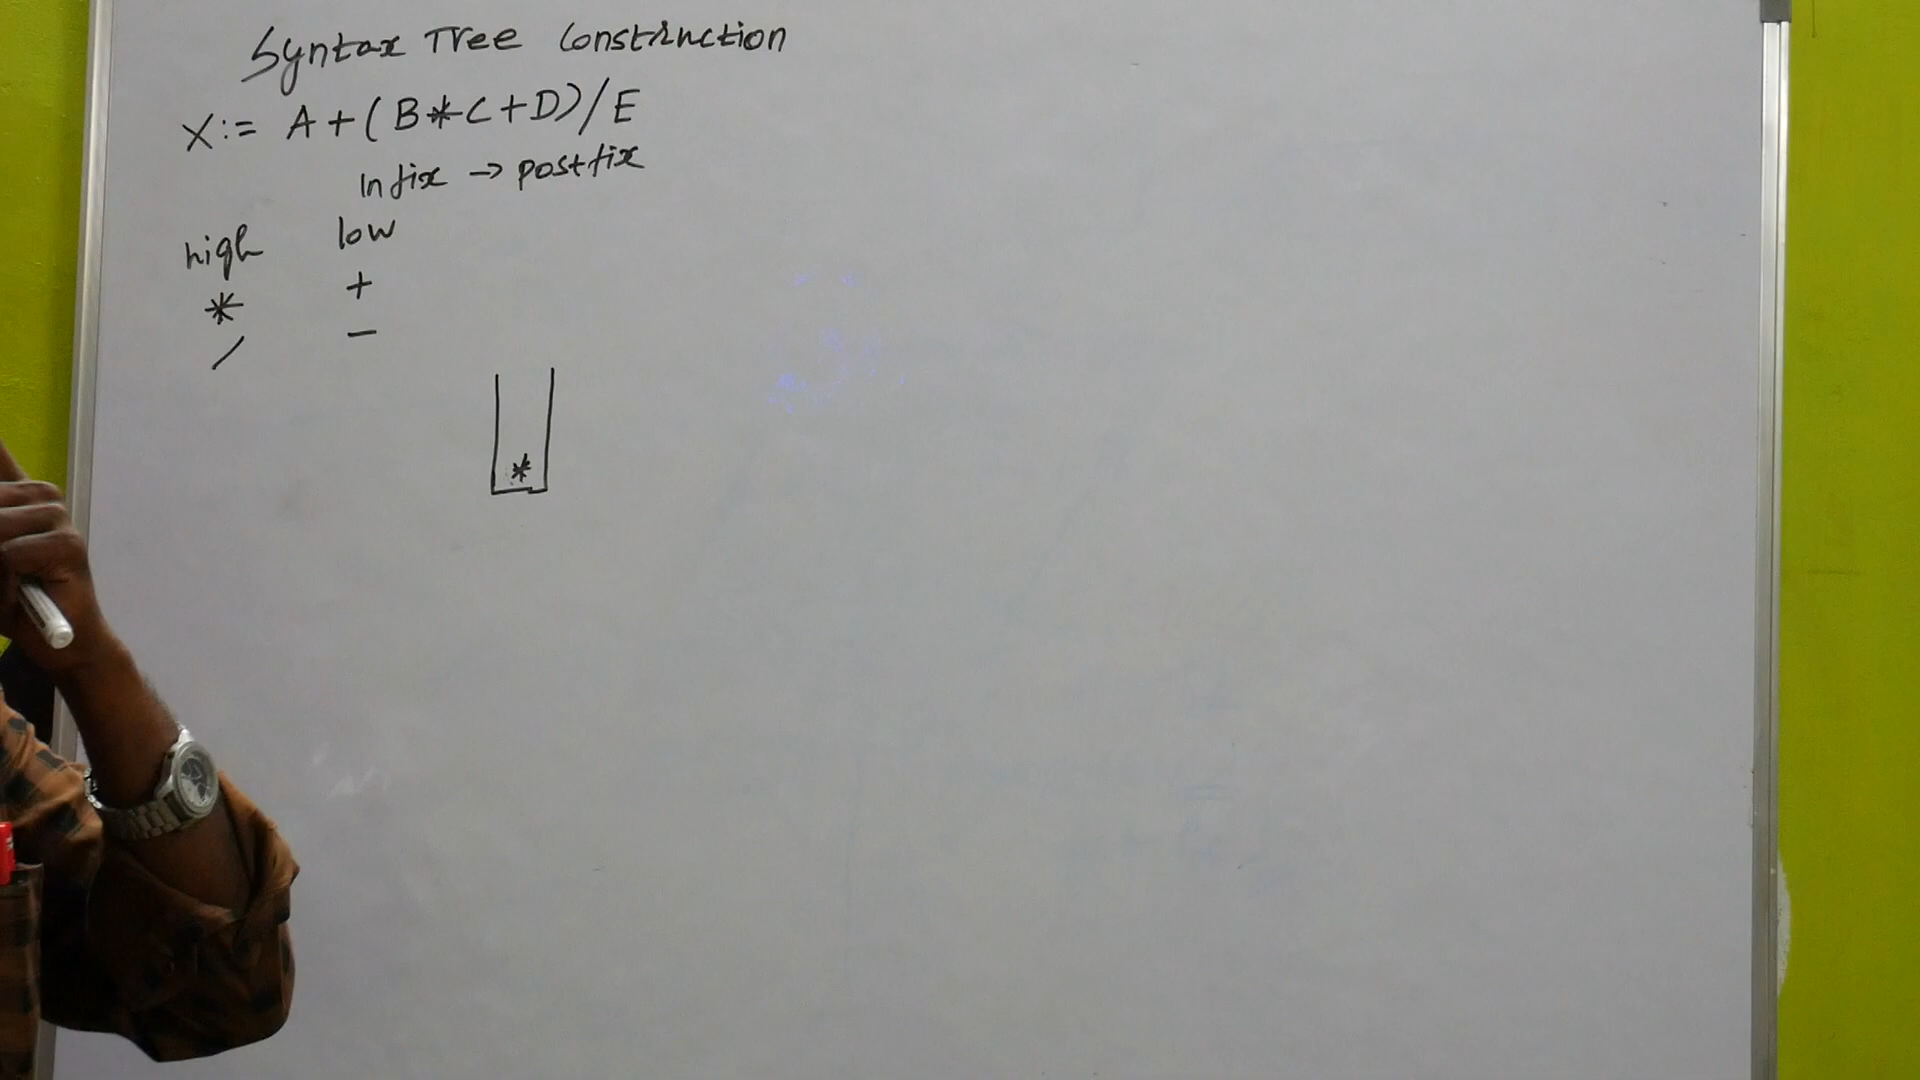 Syntax Tree Construction
X:= A+(B*C+D)/E
Infix → postfix
high low
* +
/ -
*